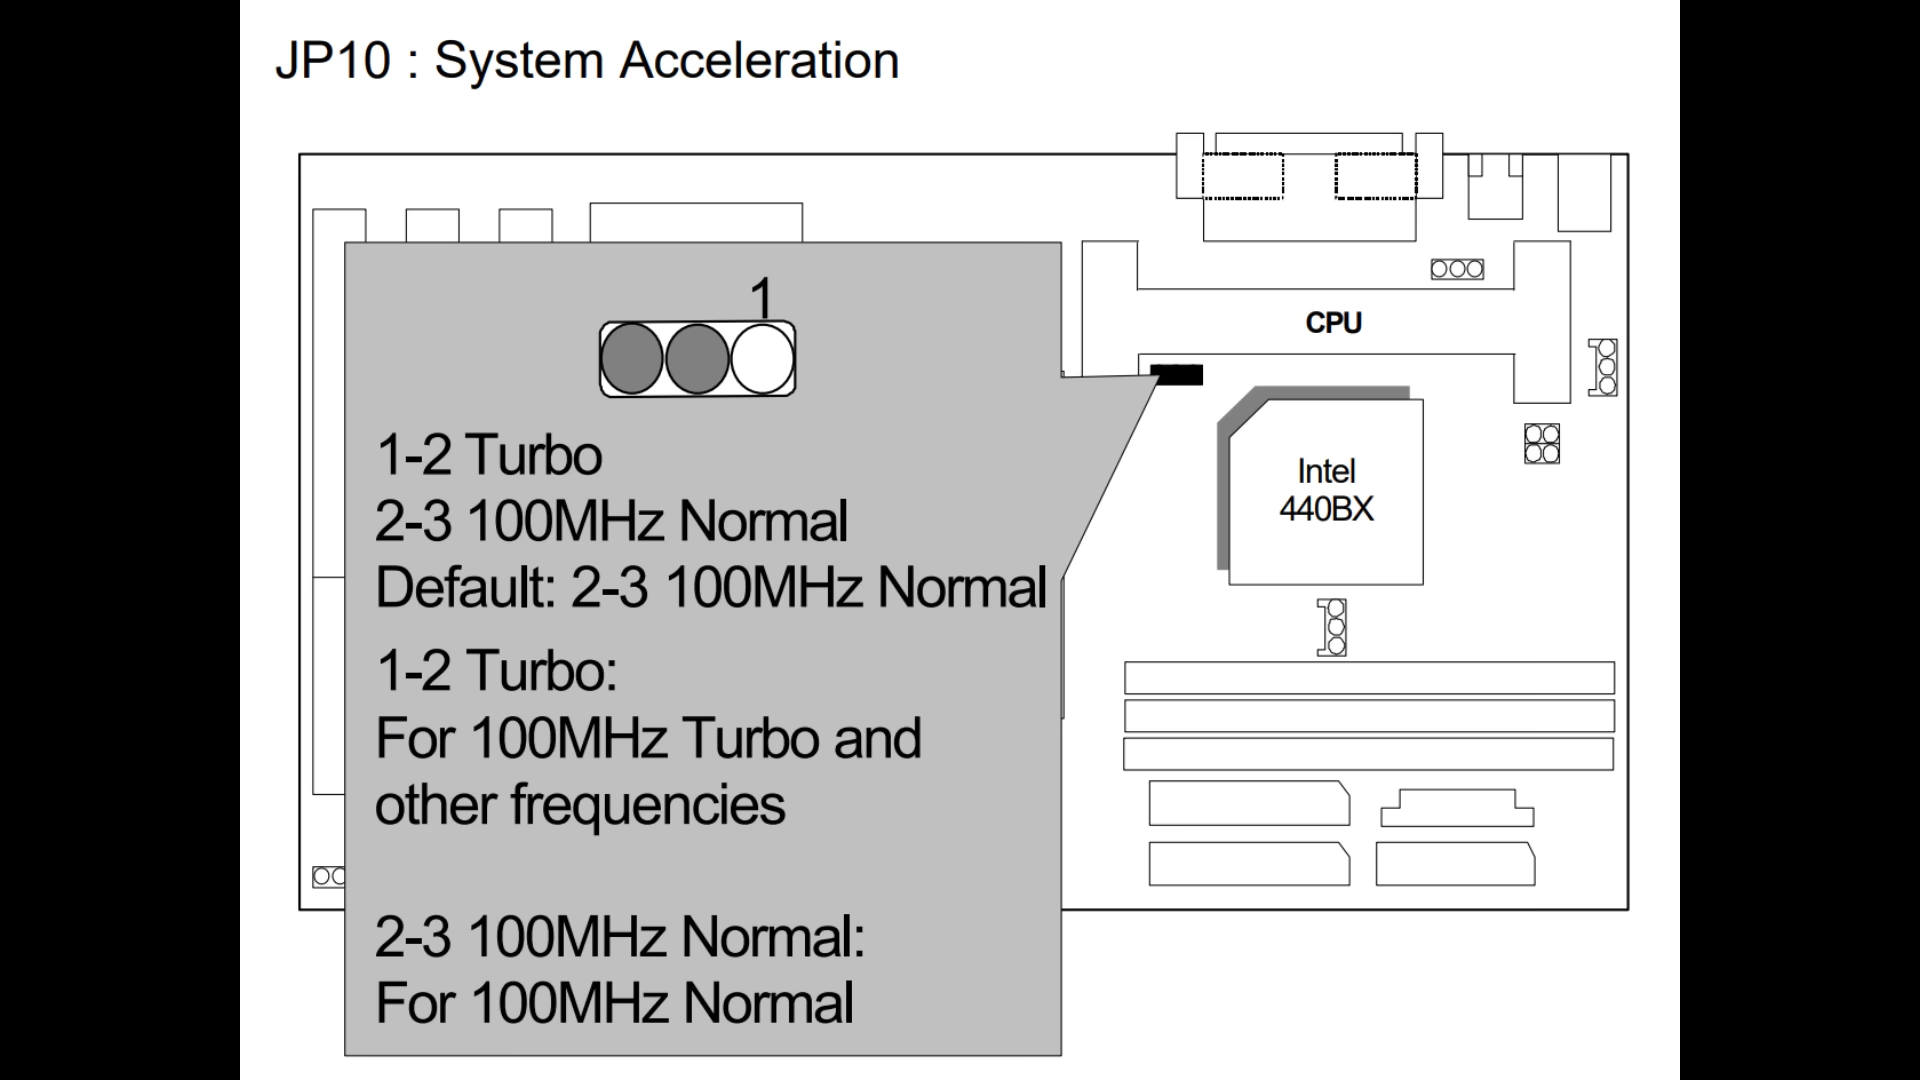 JP10 : System Acceleration
1
1-2 Turbo
2-3 100MHz Normal
Default: 2-3 100MHz Normal
1-2 Turbo:
For 100MHz Turbo and
other frequencies
2-3 100MHz Normal:
For 100MHz Normal
CPU
Intel
440BX